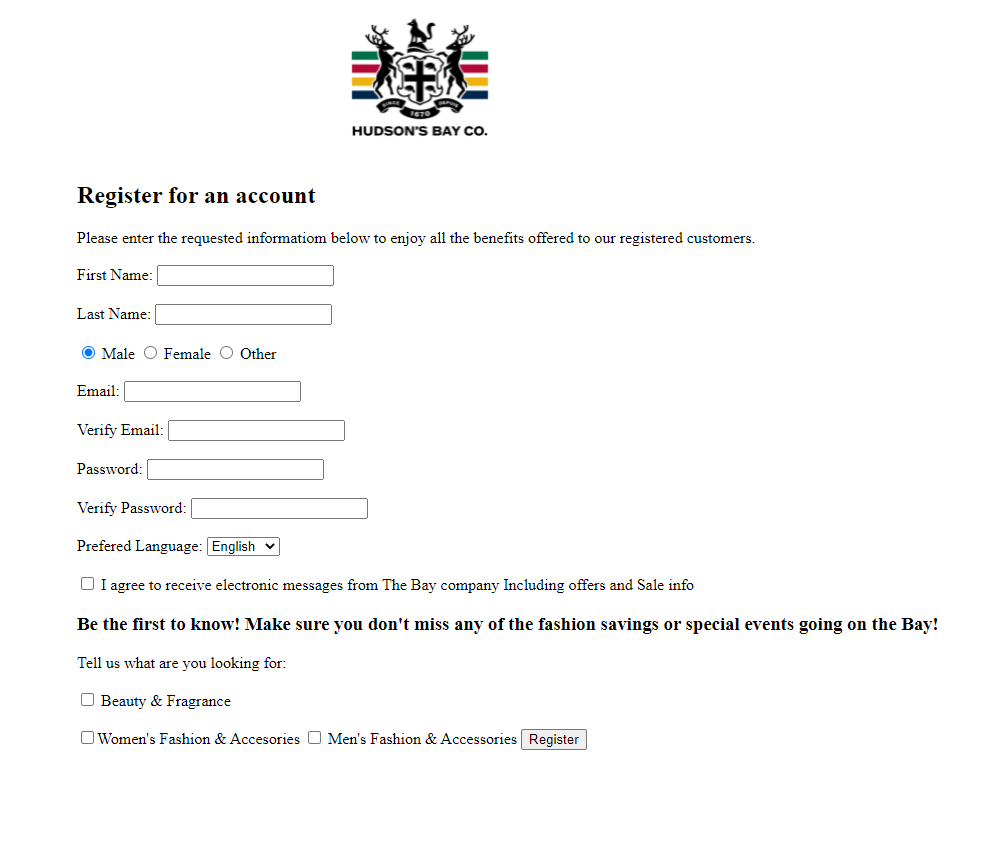 SINCE DEPUIS
1670
HUDSON'S BAY CO.
Register for an account
Please enter the requested informatiom below to enjoy all the benefits offered to our registered customers.
First Name:
Last Name:
Male Female Other
Email:
Verify Email:
Password:
Verify Password:
Prefered Language: English
I agree to receive electronic messages from The Bay company Including offers and Sale info
Be the first to know! Make sure you don't miss any of the fashion savings or special events going on the Bay!
Tell us what are you looking for:
Beauty & Fragrance
Women's Fashion & Accesories Men's Fashion & Accessories Register